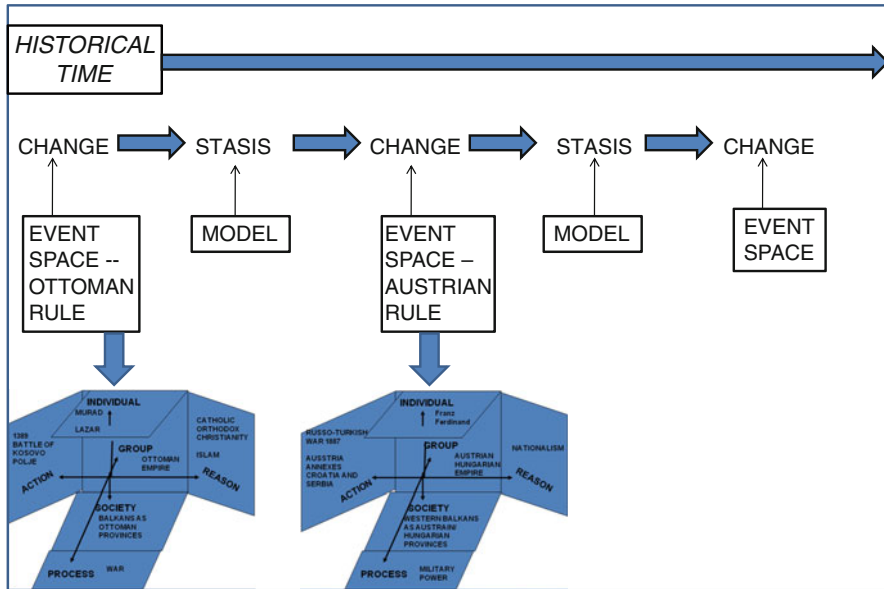 HISTORICAL
TIME
CHANGE
STASIS
CHANGE
STASIS
CHANGE
EVENT
SPACE --
OTTOMAN
RULE
MODEL
EVENT
SPACE –
AUSTRIAN
RULE
MODEL
EVENT
SPACE
INDIVIDUAL
MURAD
LAZAR
1389
BATTLE OF
KOSOVO
POLJE
CATHOLIC
ORTHODOX
CHRISTIANITY
ISLAM
GROUP
OTTOMAN
EMPIRE
ACTION
REASON
SOCIETY
BALKANS AS
OTTOMAN
PROVINCES
PROCESS
WAR
INDIVIDUAL
Franz
Ferdinand
RUSSO-TURKISH
WAR 1887
AUSSTRIA
ANNEXES
CROATIA AND
SERBIA
NATIONALISM
GROUP
AUSTRIAN
HUNGARIAN
EMPIRE
ACTION
REASON
SOCIETY
WESTERN BALKANS
AS AUSTRAIN/
HUNGARIAN
PROVINCES
PROCESS
MILITARY
POWER